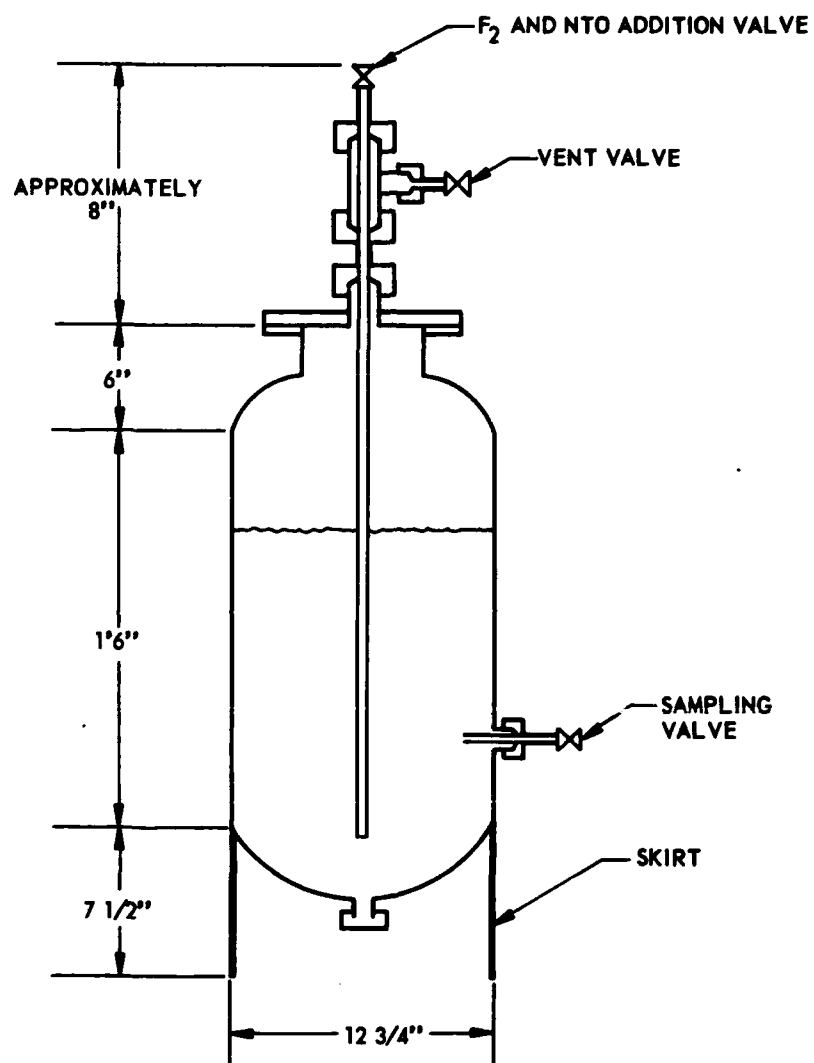 F2 AND NTO ADDITION VALVE
VENT VALVE
APPROXIMATELY
8"
6"
1'6"
SAMPLING
VALVE
SKIRT
7 1/2"
12 3/4"